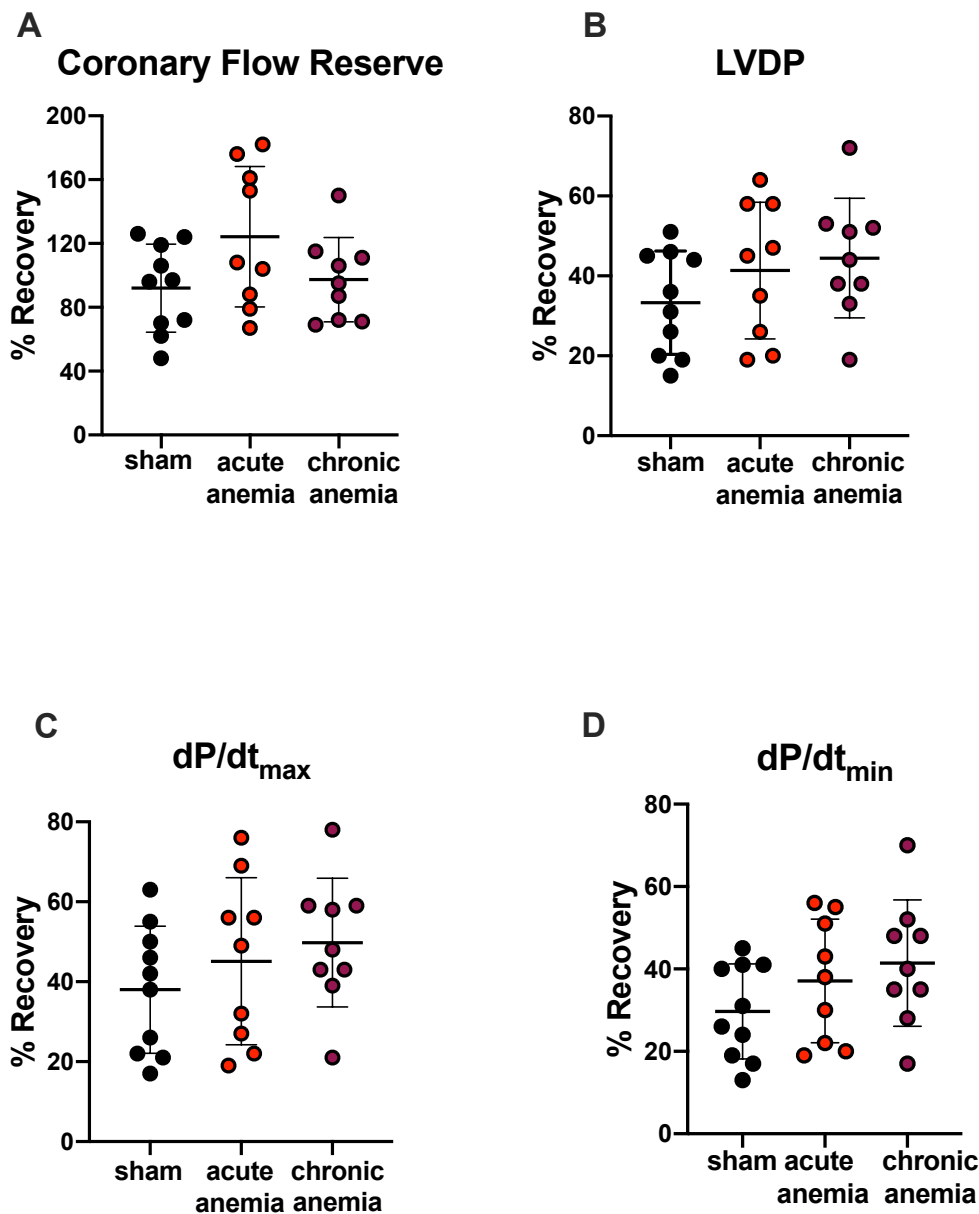 A
Coronary Flow Reserve
% Recovery
200
160
120
80
40
0
sham
acute
anemia
chronic
anemia
B
LVDP
% Recovery
80
60
40
20
0
sham
acute
anemia
chronic
anemia
C
dP/dtmax
% Recovery
80
60
40
20
0
sham
acute
anemia
chronic
anemia
D
dP/dtmin
% Recovery
80
60
40
20
0
sham
acute
anemia
chronic
anemia